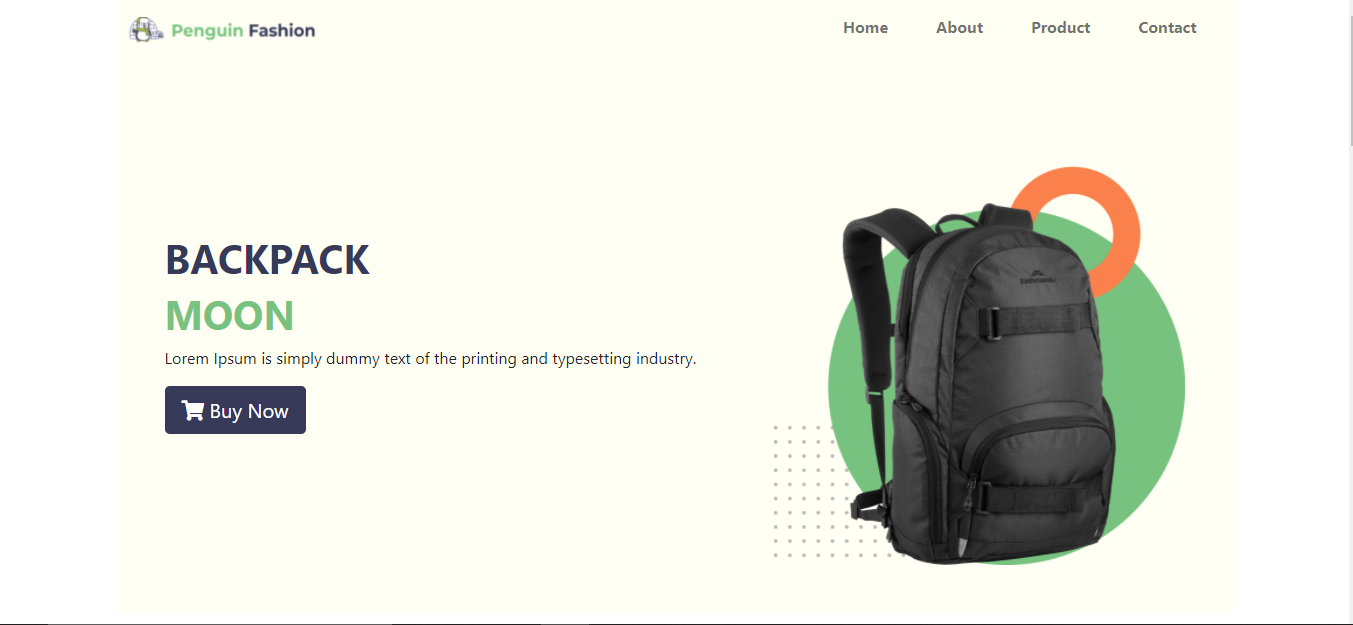 Penguin Fashion
Home About Product Contact
BACKPACK
MOON
Lorem Ipsum is simply dummy text of the printing and typesetting industry.
Buy Now